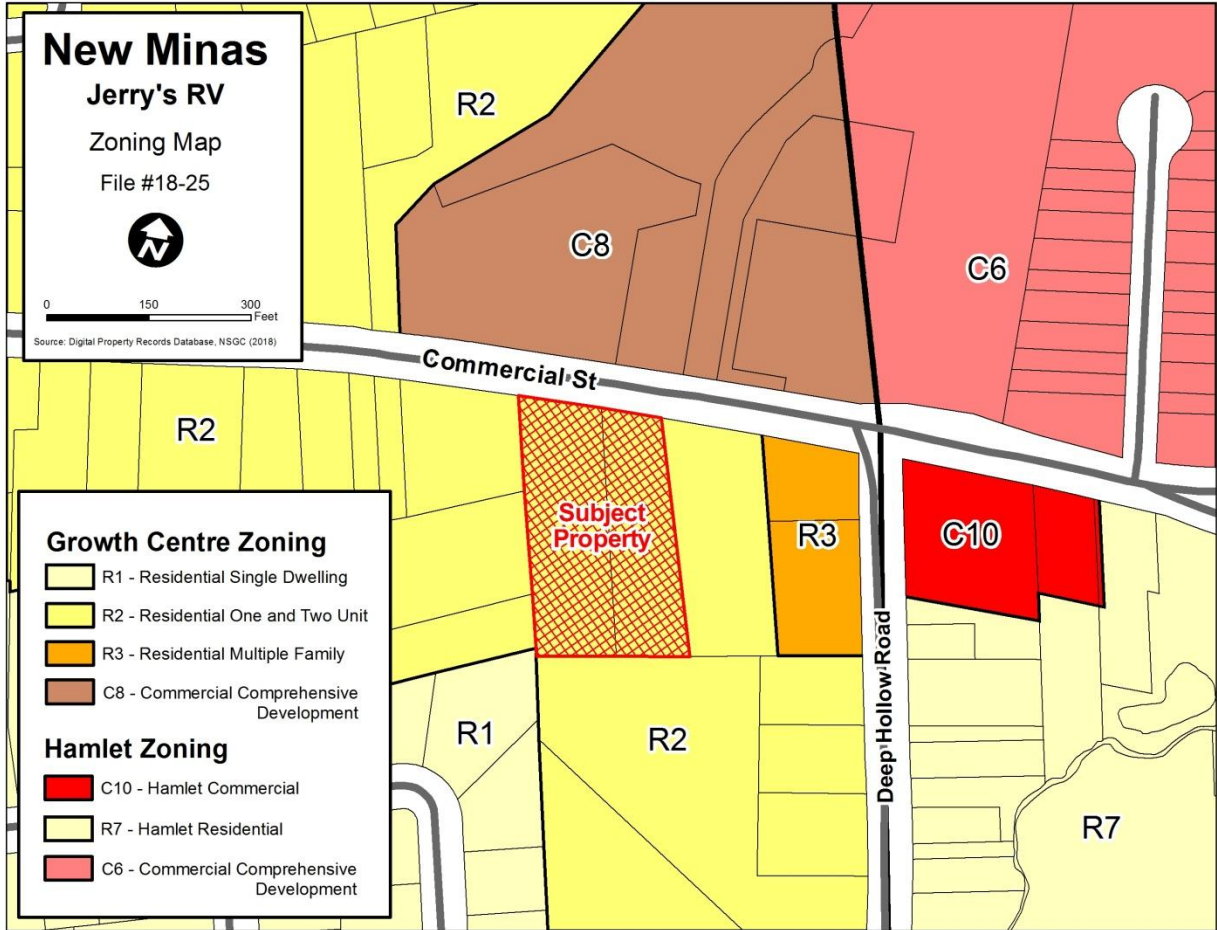 New Minas
Jerry's RV
Zoning Map
File #18-25
N
0 150 300
Feet
Source: Digital Property Records Database, NSGC (2018)
R2
C8
C6
Commercial St
R2
Subject
Property
R3
C10
Deep Hollow Road
R1
R2
R7
Growth Centre Zoning
R1 - Residential Single Dwelling
R2 - Residential One and Two Unit
R3 - Residential Multiple Family
C8 - Commercial Comprehensive
Development
Hamlet Zoning
C10 - Hamlet Commercial
R7 - Hamlet Residential
C6 - Commercial Comprehensive
Development